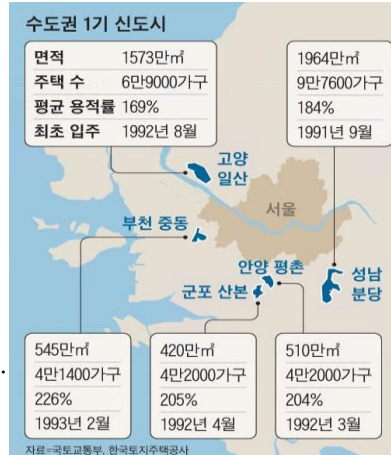 수도권 1기 신도시
면적 1573만㎡
주택 수 6만9000가구
평균 용적률 169%
최초 입주 1992년 8월
1964만㎡
9만7600가구
184%
1991년 9월
고양
일산
서울
부천 중동
안양 평촌
군포 산본
성남
분당
545만㎡
4만1400가구
226%
1993년 2월
420만㎡
4만2000가구
205%
1992년 4월
510만㎡
4만2000가구
204%
1992년 3월
자료=국토교통부, 한국토지주택공사